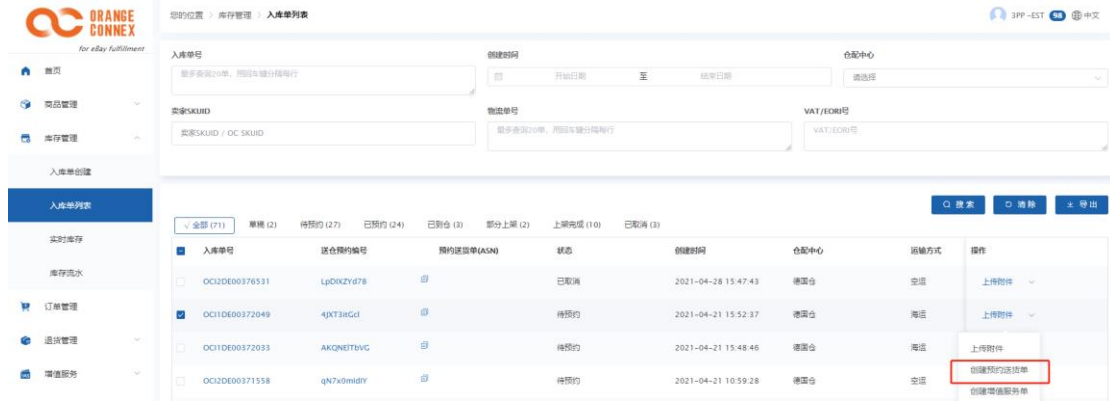 ORANGE CONNEX
for eBay fulfillment
您的位置 > 库存管理 > 入库单列表
3PP-EST 98 中文
首页
商品管理
库存管理
入库单创建
入库单列表
实时库存
库存流水
订单管理
退货管理
增值服务
入库单号 创建时间 仓配中心
最多查询20单，用回车键分隔每行 开始日期 至 结束日期 请选择
卖家SKUID 物流单号 VAT/EORI号
卖家SKUID / OC SKUID 最多查询20单，用回车键分隔每行 VAT/EORI号
搜索 清除 导出
√ 全部 (71) 草稿 (2) 待预约 (27) 已预约 (24) 已到仓 (3) 部分上架 (2) 上架完成 (10) 已取消 (3)
入库单号 送仓预约编号 预约送货单(ASN) 状态 创建时间 仓配中心 运输方式 操作
OCI2DE00376531 LpDIXZYd78 已取消 2021-04-28 15:47:43 德国仓 空运 上传附件
OCI1DE00372049 4JXT3itGcl 待预约 2021-04-21 15:52:37 德国仓 海运 上传附件
OCI1DE00372033 AKQNEITbVG 待预约 2021-04-21 15:48:46 德国仓 海运
OCI2DE00371558 qN7x0mIdIY 待预约 2021-04-21 10:59:28 德国仓 空运
上传附件
创建预约送货单
创建增值服务单